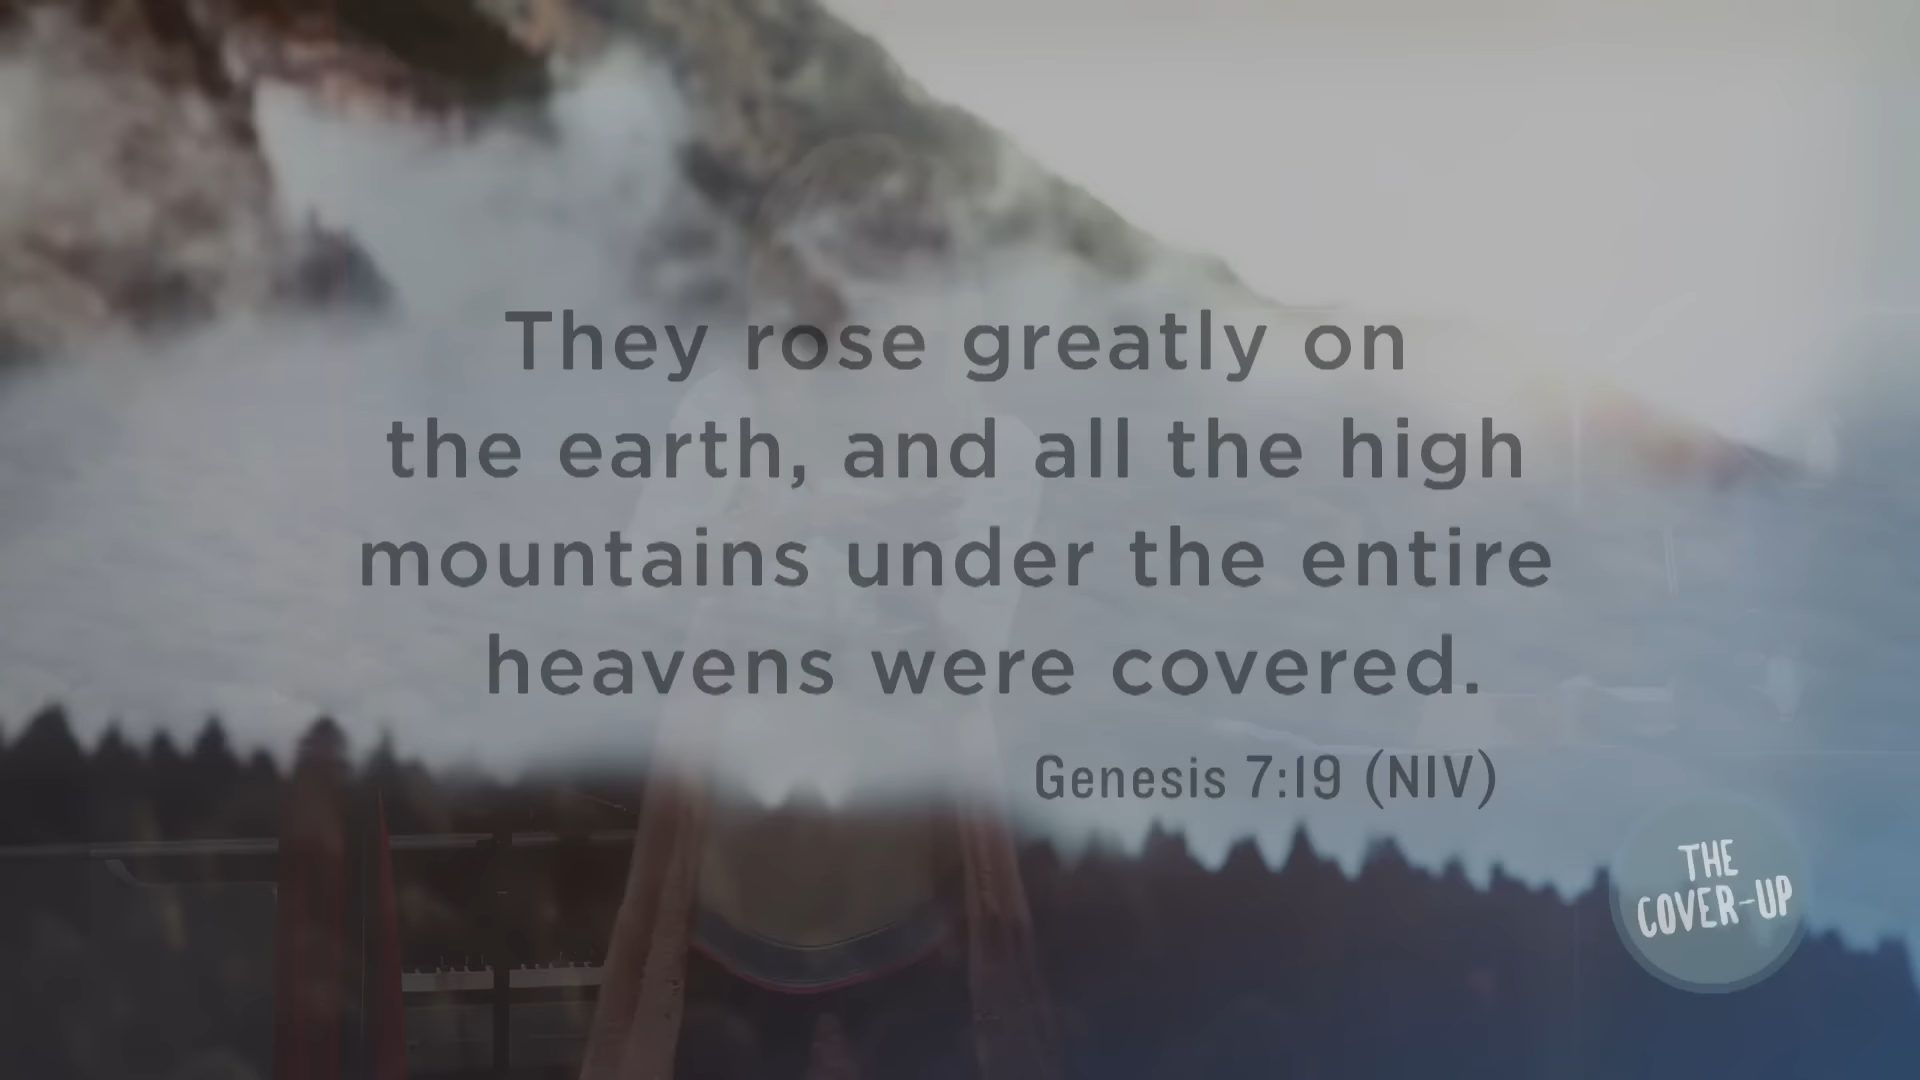 They rose greatly on
the earth, and all the high
mountains under the entire
heavens were covered.
Genesis 7:19 (NIV)
THE
COVER-UP